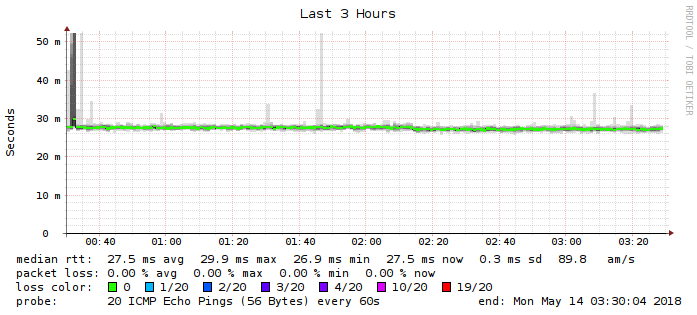 Last 3 Hours
RRDTOOL / TOBI OETIKER
Seconds
50 m
40 m
30 m
20 m
10 m
0
00:40 01:00 01:20 01:40 02:00 02:20 02:40 03:00 03:20
median rtt: 27.5 ms avg 29.9 ms max 26.9 ms min 27.5 ms now 0.3 ms sd 89.8 am/s
packet loss: 0.00 % avg 0.00 % max 0.00 % min 0.00 % now
loss color: 0 1/20 2/20 3/20 4/20 10/20 19/20
probe: 20 ICMP Echo Pings (56 Bytes) every 60s end: Mon May 14 03:30:04 2018